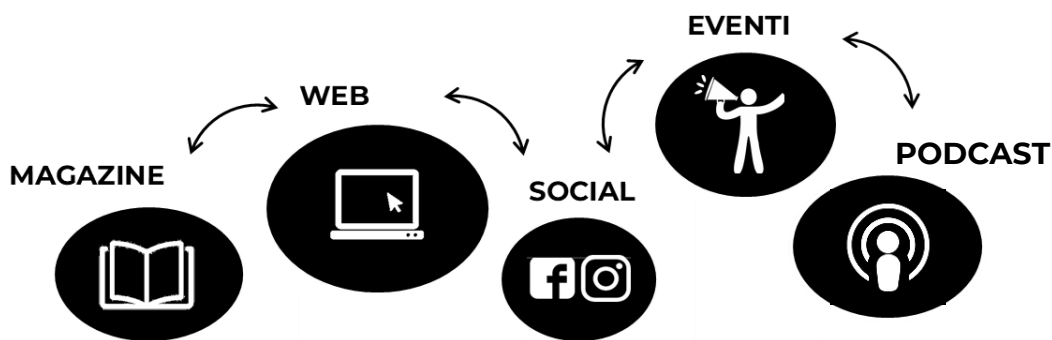 MAGAZINE
WEB
SOCIAL
EVENTI
PODCAST